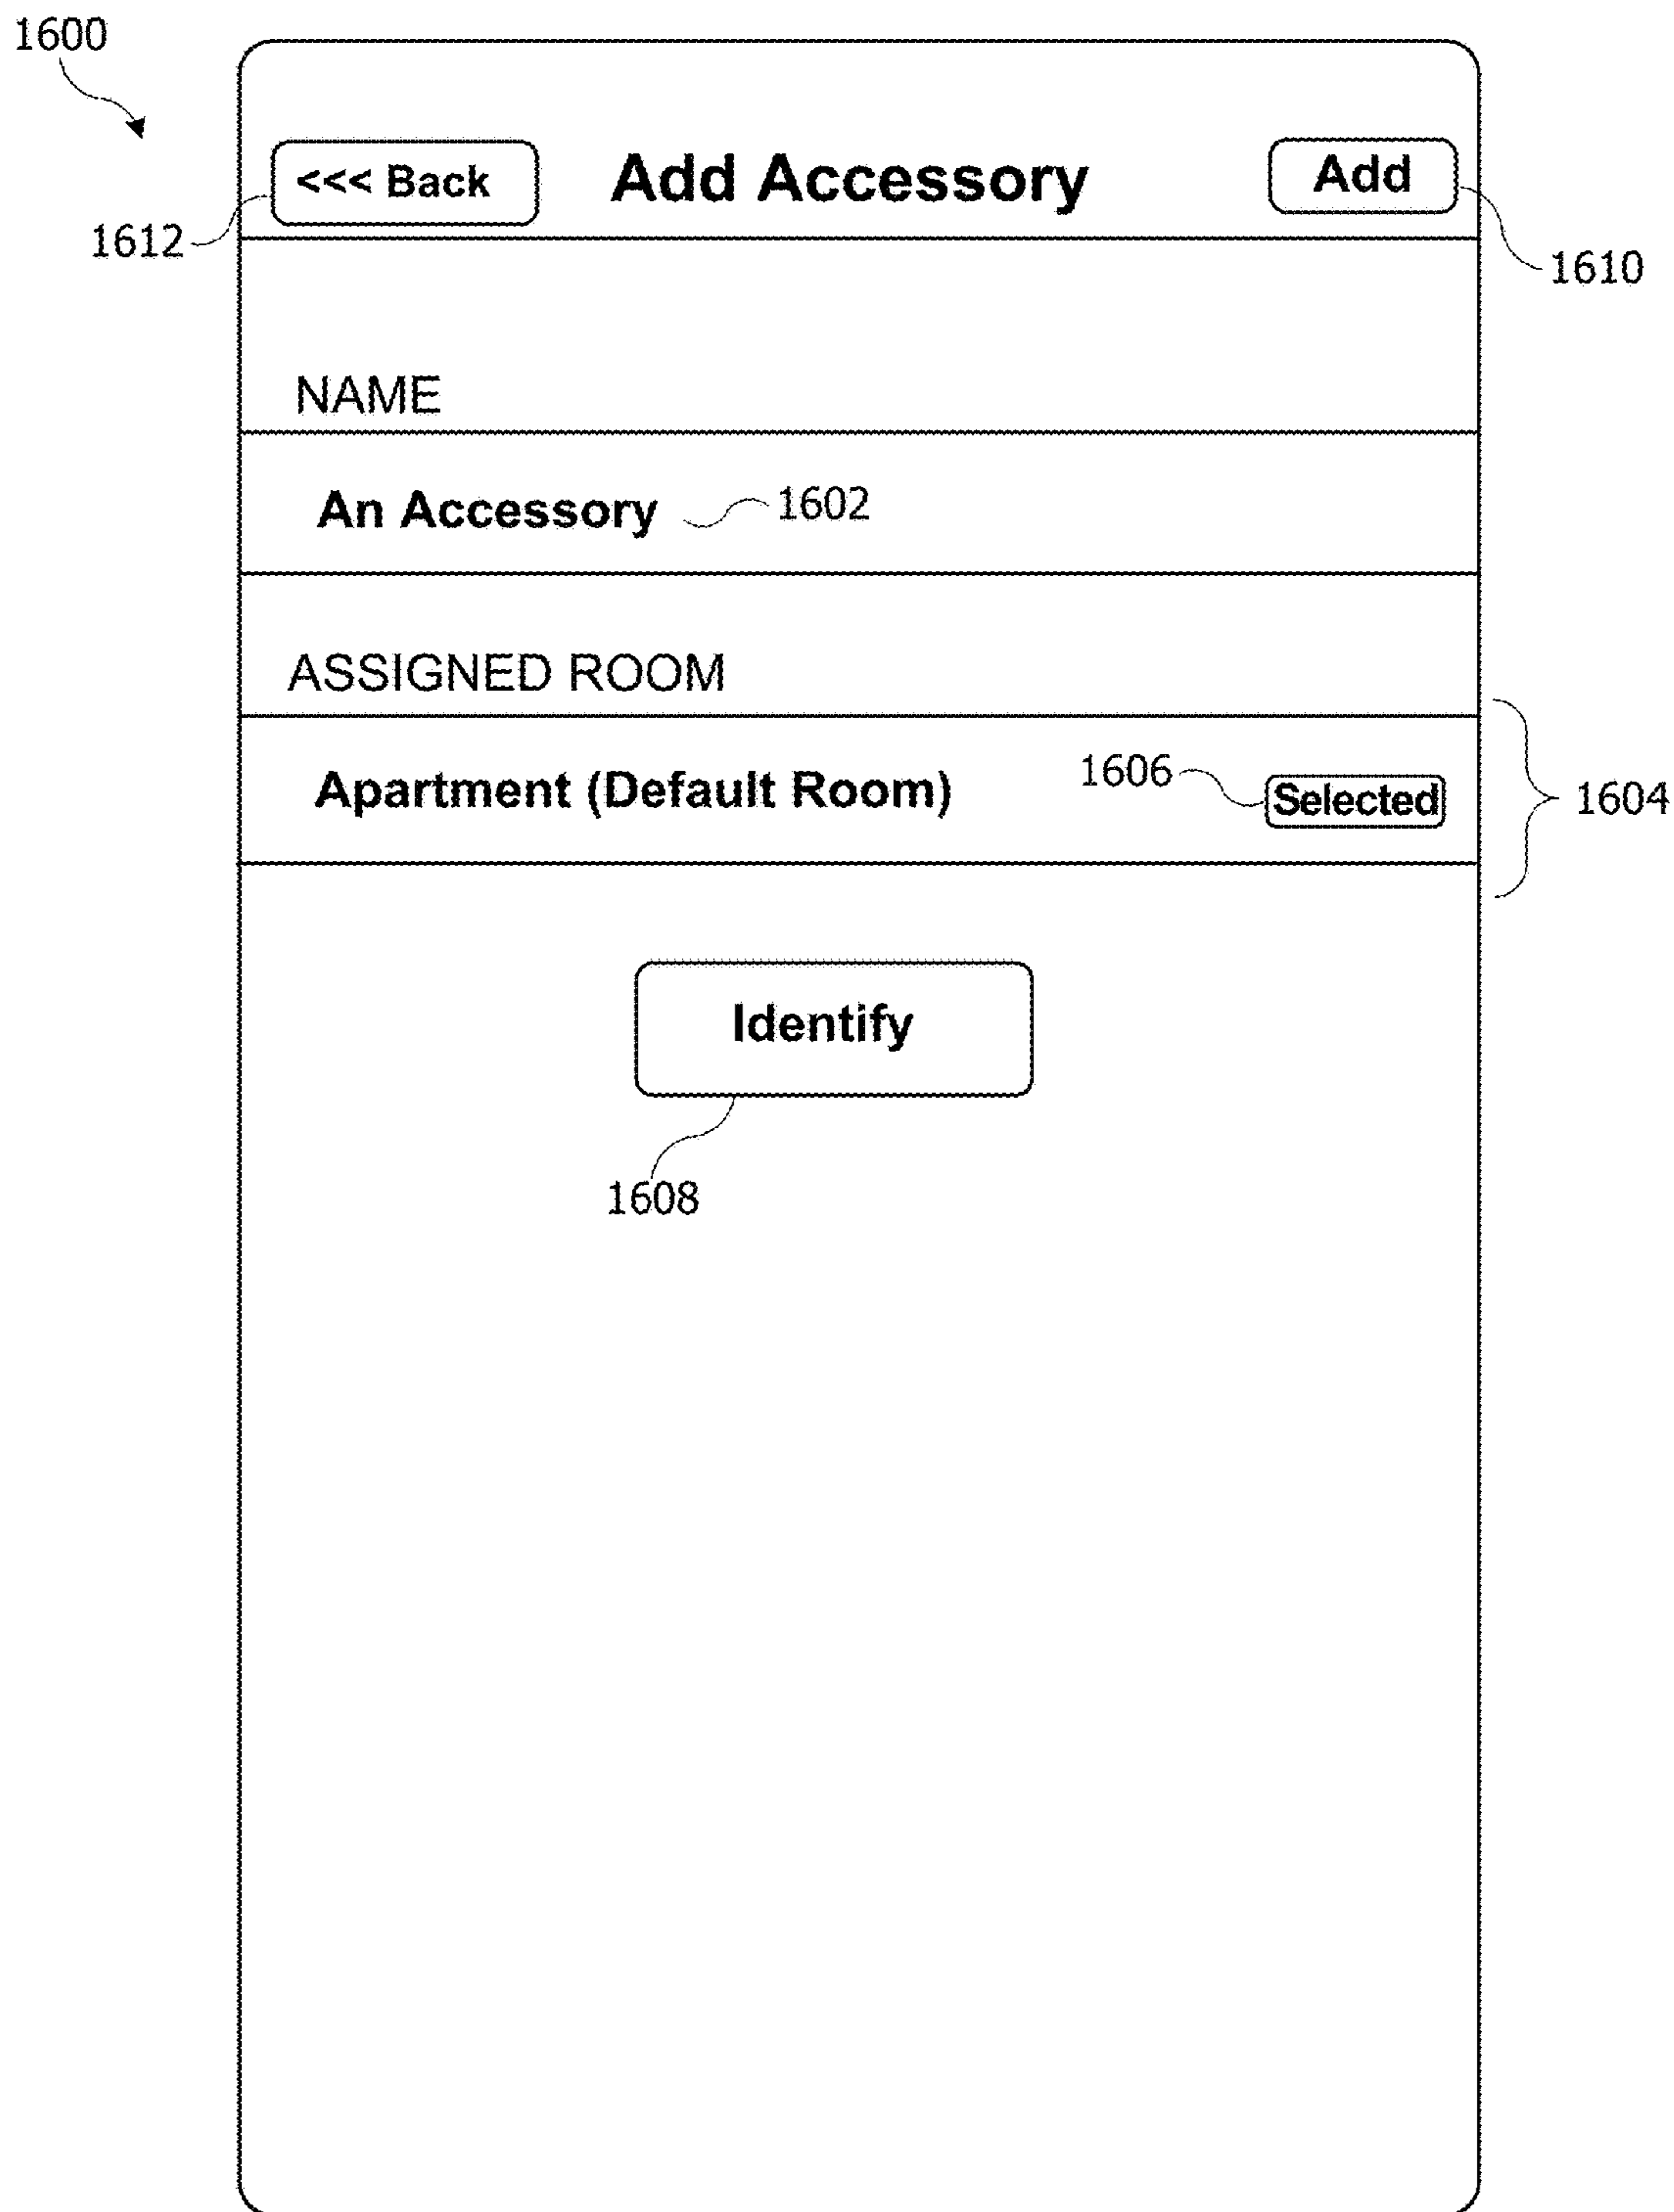 1600
<<< Back Add Accessory Add
1612
1610
NAME
An Accessory 1602
ASSIGNED ROOM
Apartment (Default Room) 1606 Selected 1604
Identify
1608